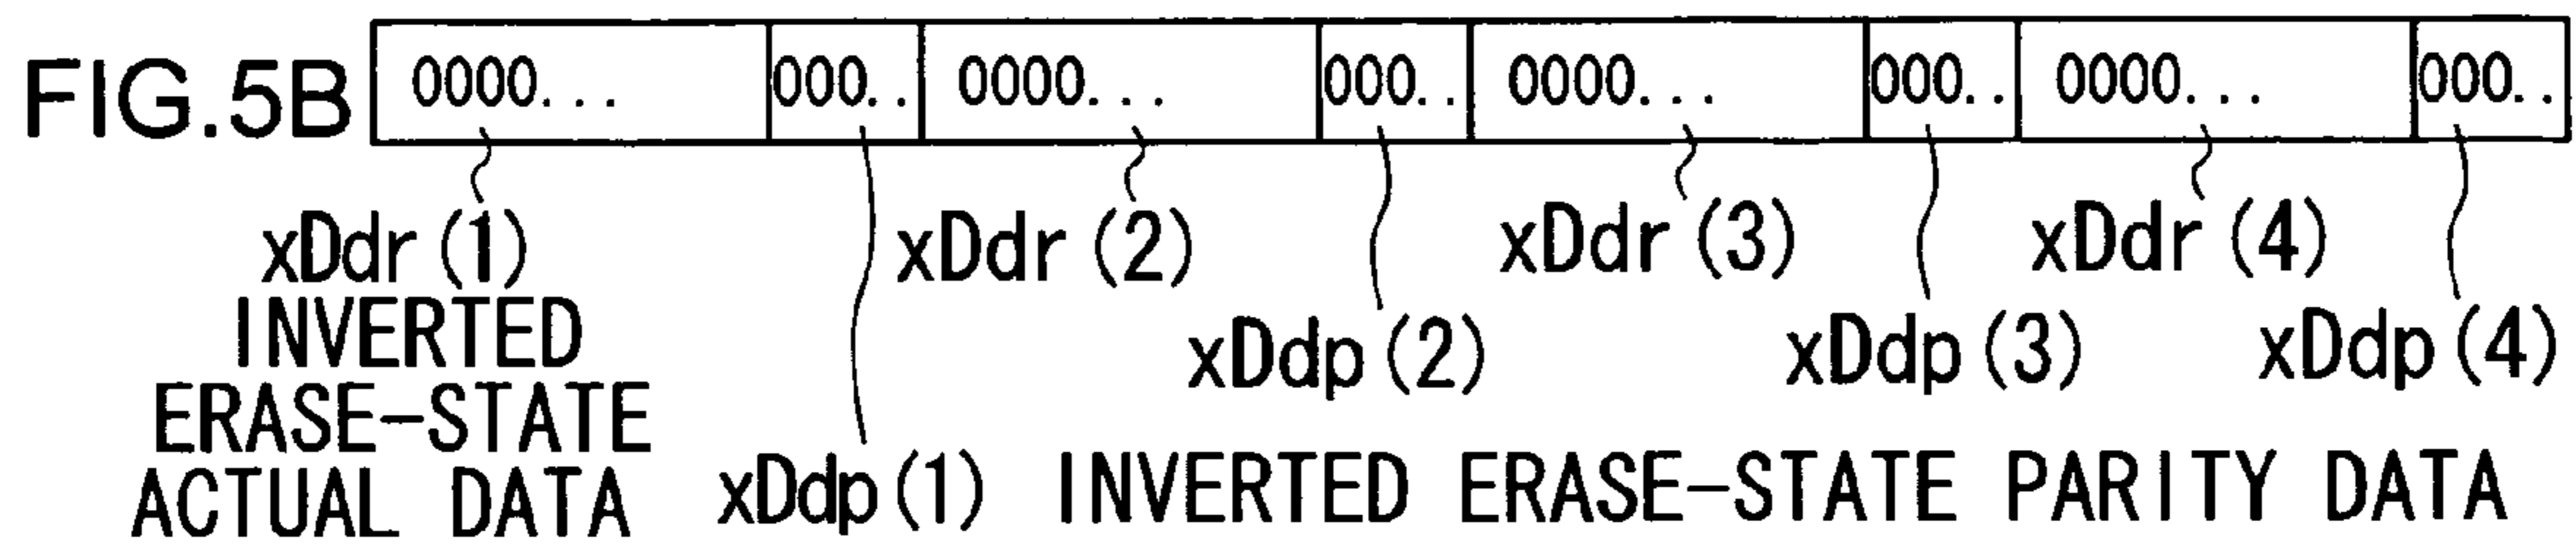 FIG.5B 0000... 000.. 0000... 000.. 0000... 000.. 0000... 000..
xDdr(1) xDdr(2) xDdr(3) xDdr(4)
INVERTED xDdp(2) xDdp(3) xDdp(4)
ERASE-STATE
ACTUAL DATA xDdp(1) INVERTED ERASE-STATE PARITY DATA